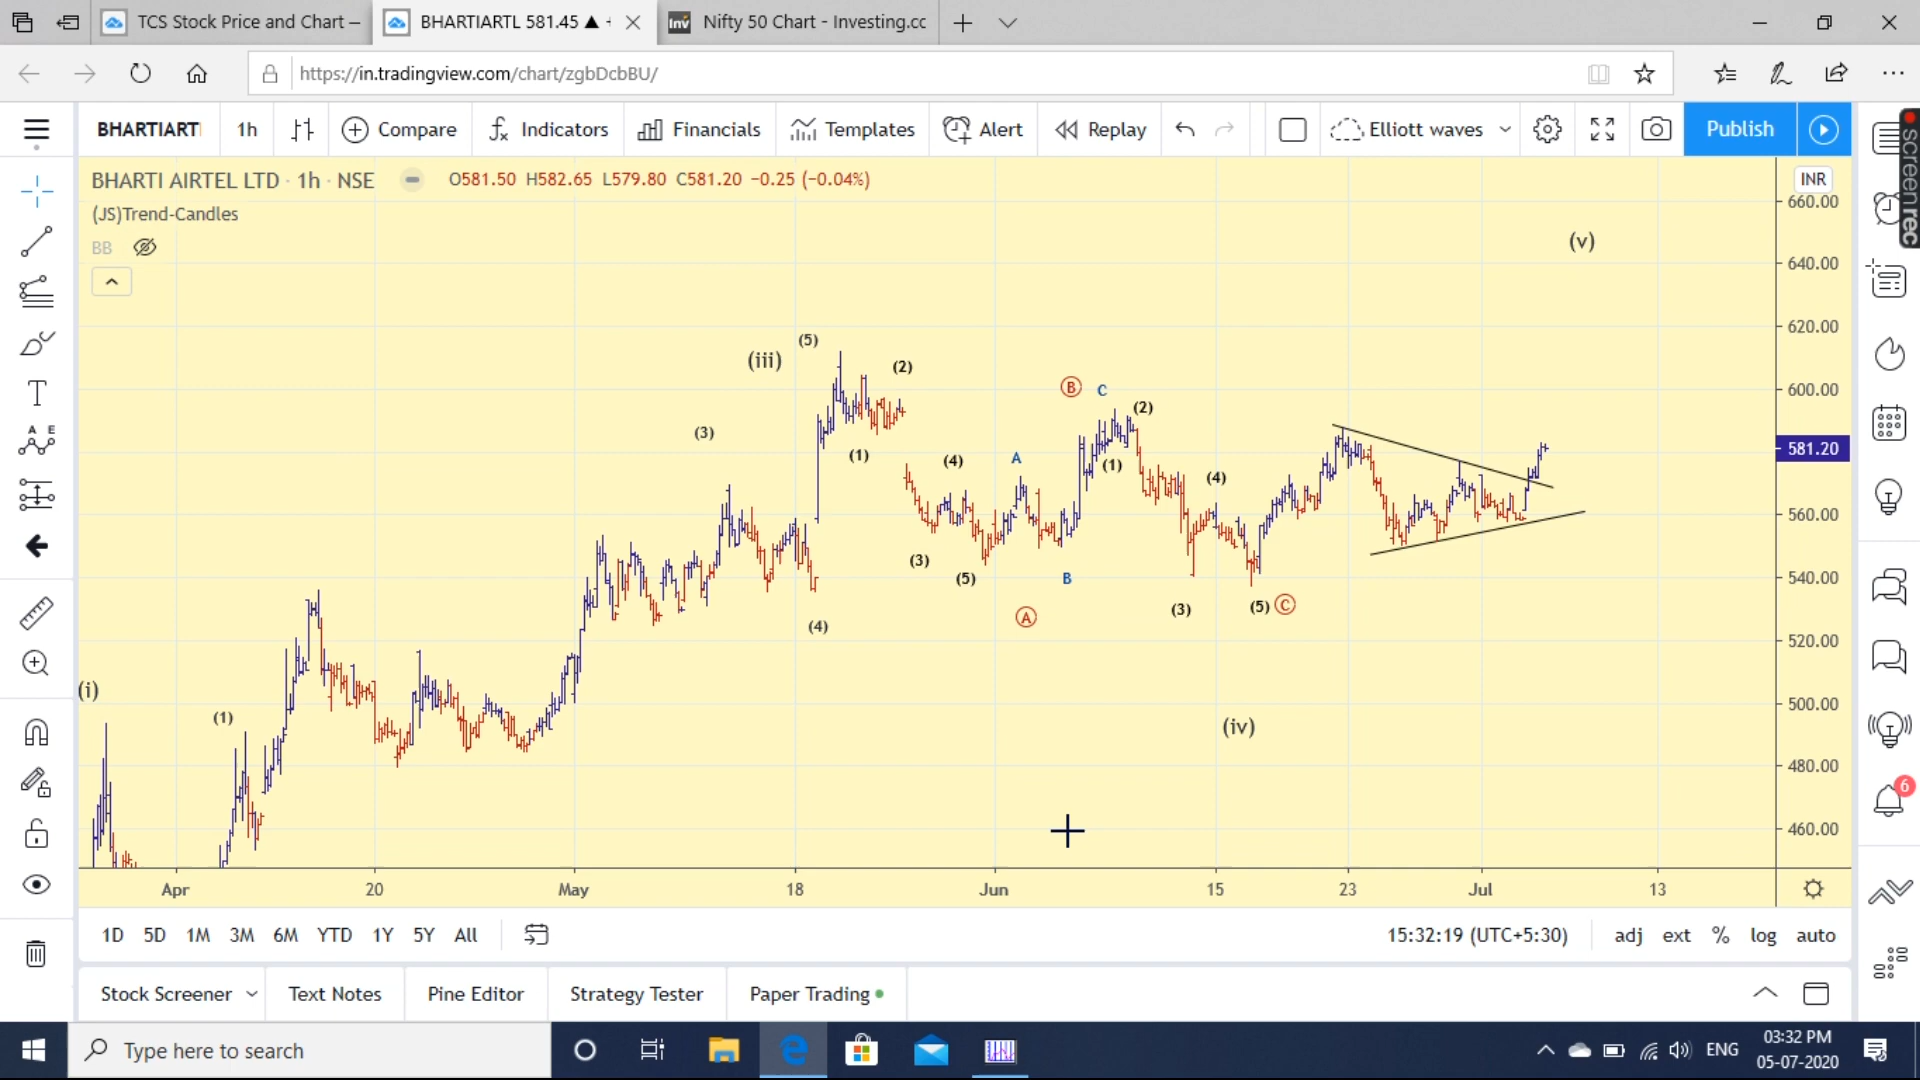 TCS Stock Price and Chart —
BHARTIARTL 581.45 ▲ +
Nifty 50 Chart - Investing.cc
https://in.tradingview.com/chart/zgbDcbBU/
BHARTIARTI 1h Compare Indicators Financials Templates Alert Replay Elliott waves Publish
screenrec
BHARTI AIRTEL LTD · 1h · NSE O581.50 H582.65 L579.80 C581.20 −0.25 (−0.04%)
INR
(JS)Trend-Candles
BB
660.00
(v)
640.00
620.00
(5)
(iii)
(2)
600.00
B C
(2)
(3)
581.20
(1)
(4)
A
(1)
(4)
560.00
(3)
(5)
B
540.00
(4)
A
(3)
(5) C
520.00
(i)
500.00
(1)
(iv)
480.00
460.00
6
Apr 20 May 18 Jun 15 23 Jul 13
1D 5D 1M 3M 6M YTD 1Y 5Y All
15:32:19 (UTC+5:30) adj ext % log auto
Stock Screener Text Notes Pine Editor Strategy Tester Paper Trading
Type here to search
ENG
03:32 PM
05-07-2020